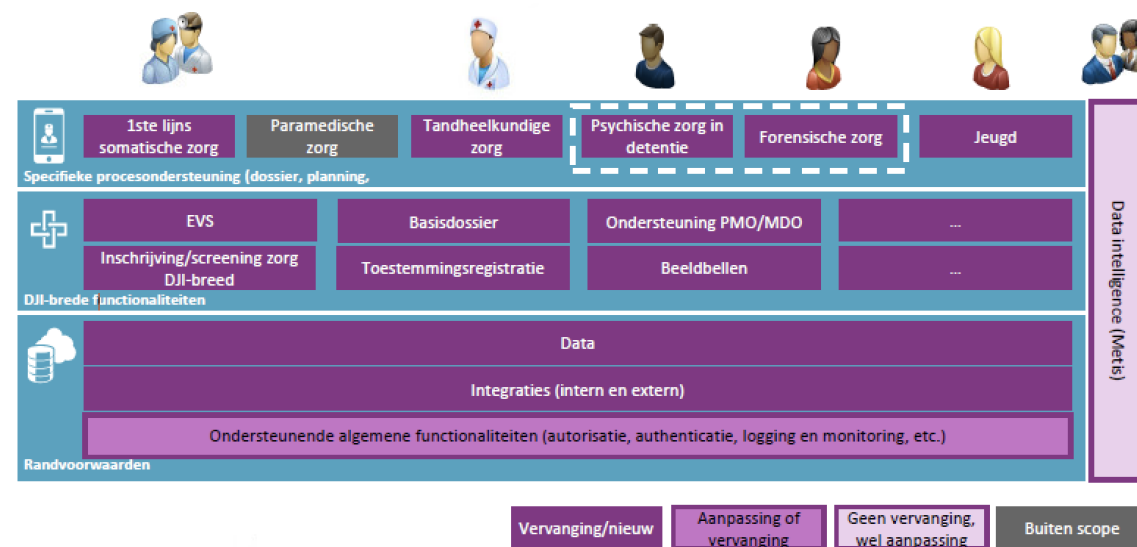 1ste lijns
somatische zorg
Paramedische
zorg
Tandheelkundige
zorg
Psychische zorg in
detentie
Forensische zorg
Jeugd
Specifieke procesondersteuning (dossier, planning,
EVS
Basisdossier
Ondersteuning PMO/MDO
...
Inschrijving/screening zorg
DJI-breed
Toestemmingsregistratie
Beeldbellen
...
DJI-brede functionaliteiten
Data
Integraties (intern en extern)
Ondersteunende algemene functionaliteiten (autorisatie, authenticatie, logging en monitoring, etc.)
Randvoorwaarden
Data intelligence (Metis)
Vervanging/nieuw
Aanpassing of
vervanging
Geen vervanging,
wel aanpassing
Buiten scope